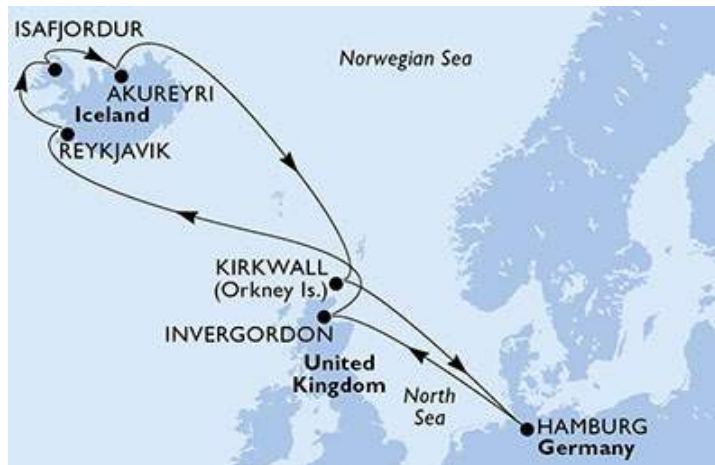 ISAFJORDUR
Norwegian Sea
AKUREYRI
Iceland
REYKJAVIK
KIRKWALL
(Orkney Is.)
INVERGORDON
United
Kingdom
North
Sea
HAMBURG
Germany